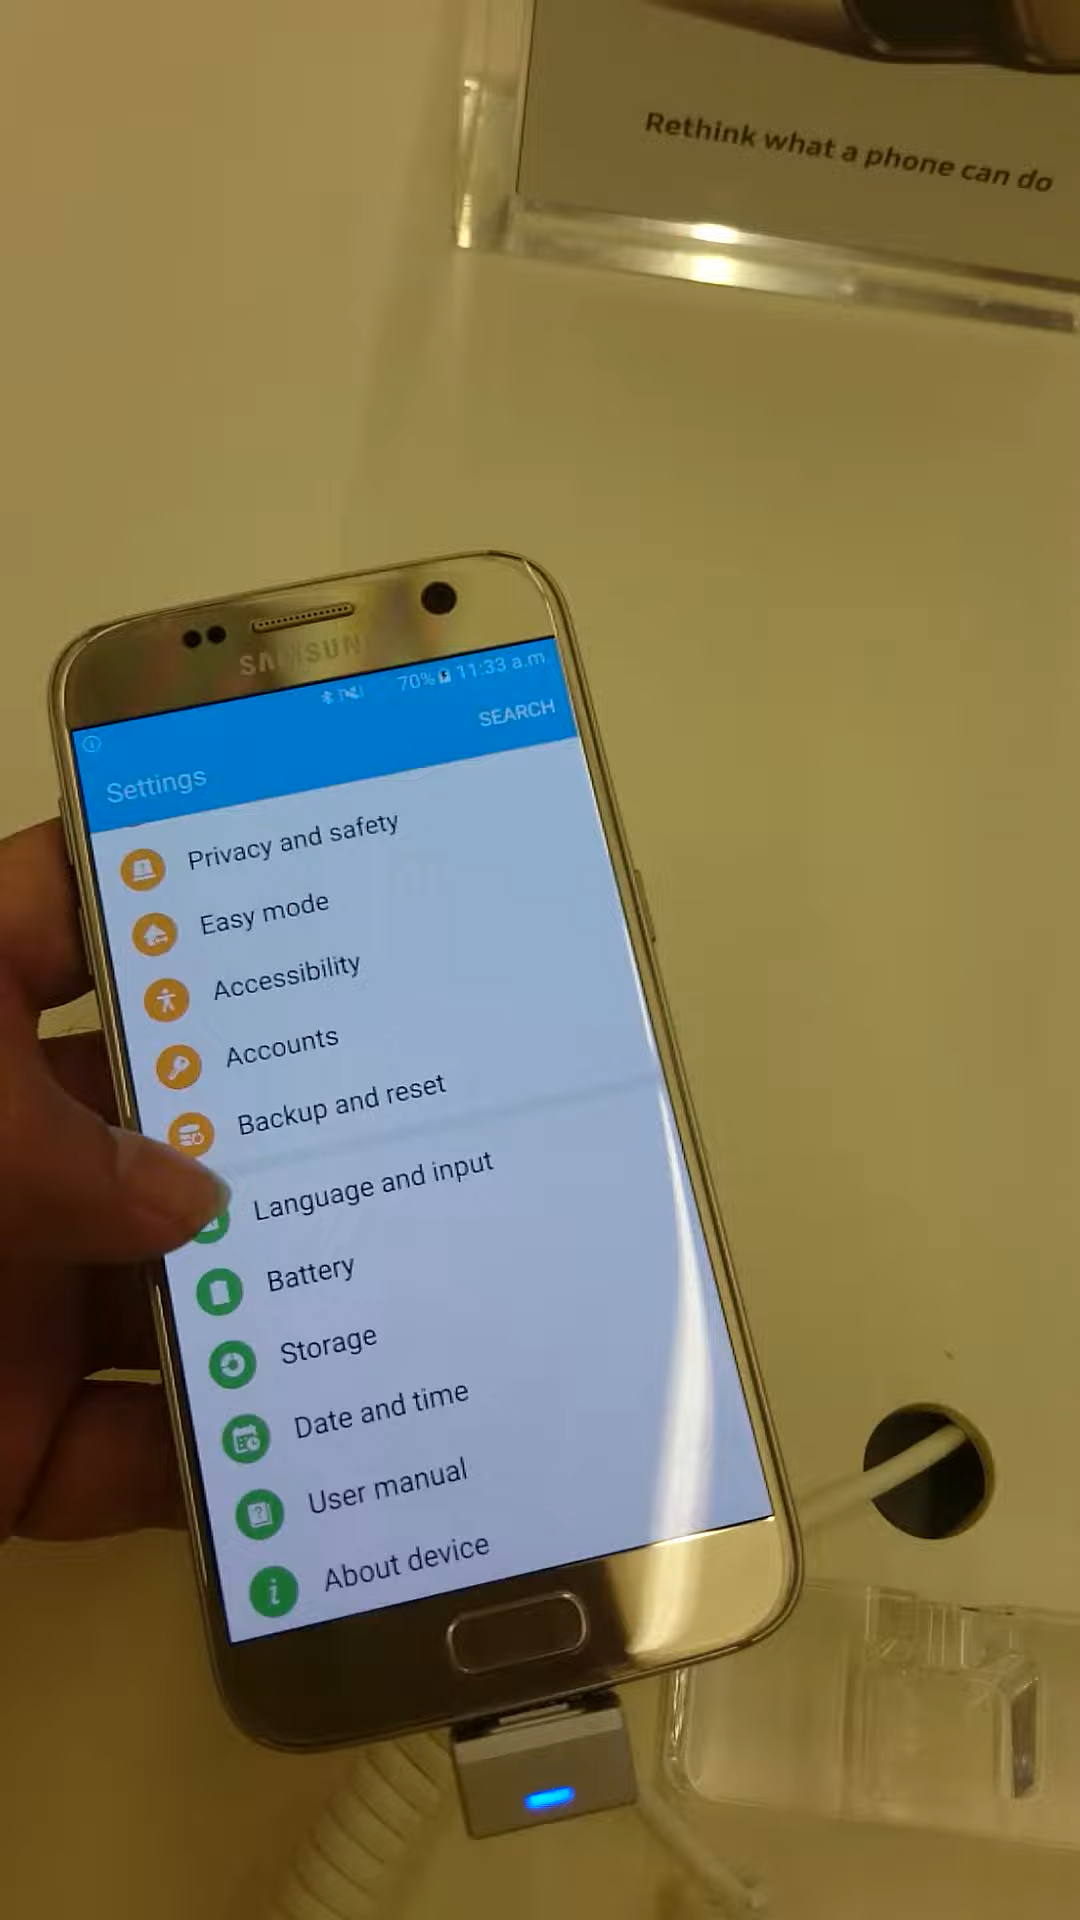 Rethink what a phone can do
SAMSUNG
70% 11:33 a.m.
SEARCH
Settings
Privacy and safety
Easy mode
Accessibility
Accounts
Backup and reset
Language and input
Battery
Storage
Date and time
User manual
About device